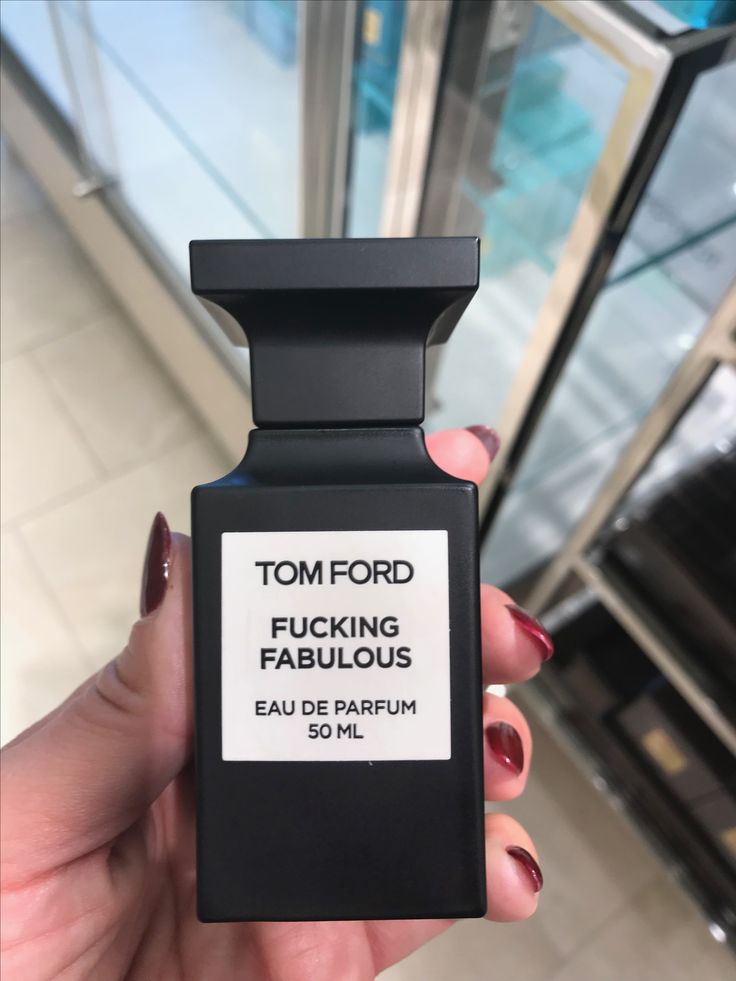 TOM FORD
FUCKING
FABULOUS
EAU DE PARFUM
50 ML